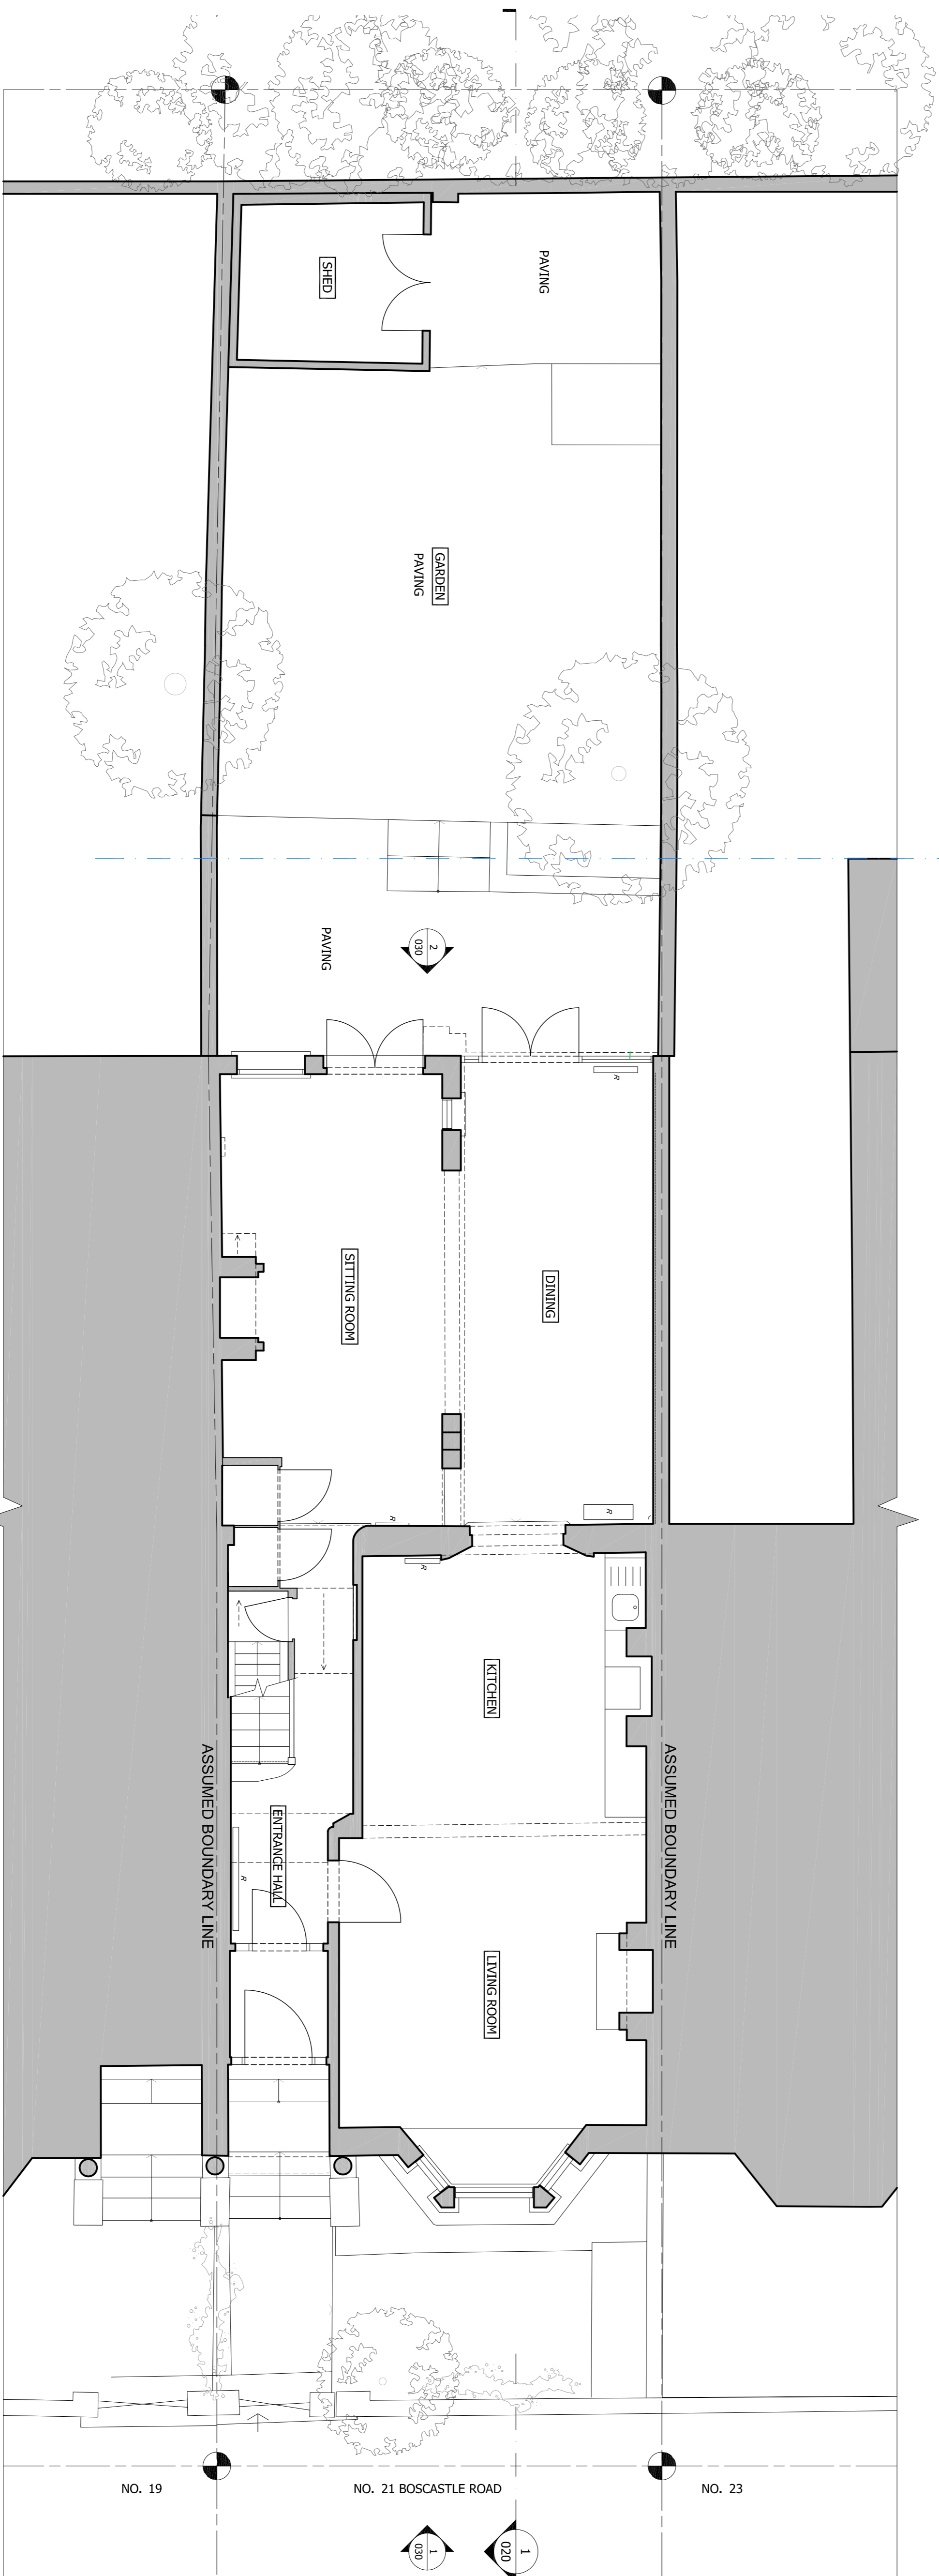 SHED
PAVING
GARDEN
PAVING
PAVING
2
030
R
SITTING ROOM
DINING
R
R
KITCHEN
ASSUMED BOUNDARY LINE
ASSUMED BOUNDARY LINE
ENTRANCE HALL
R
LIVING ROOM
NO. 19
NO. 21 BOSCASTLE ROAD
NO. 23
1
030
1
020